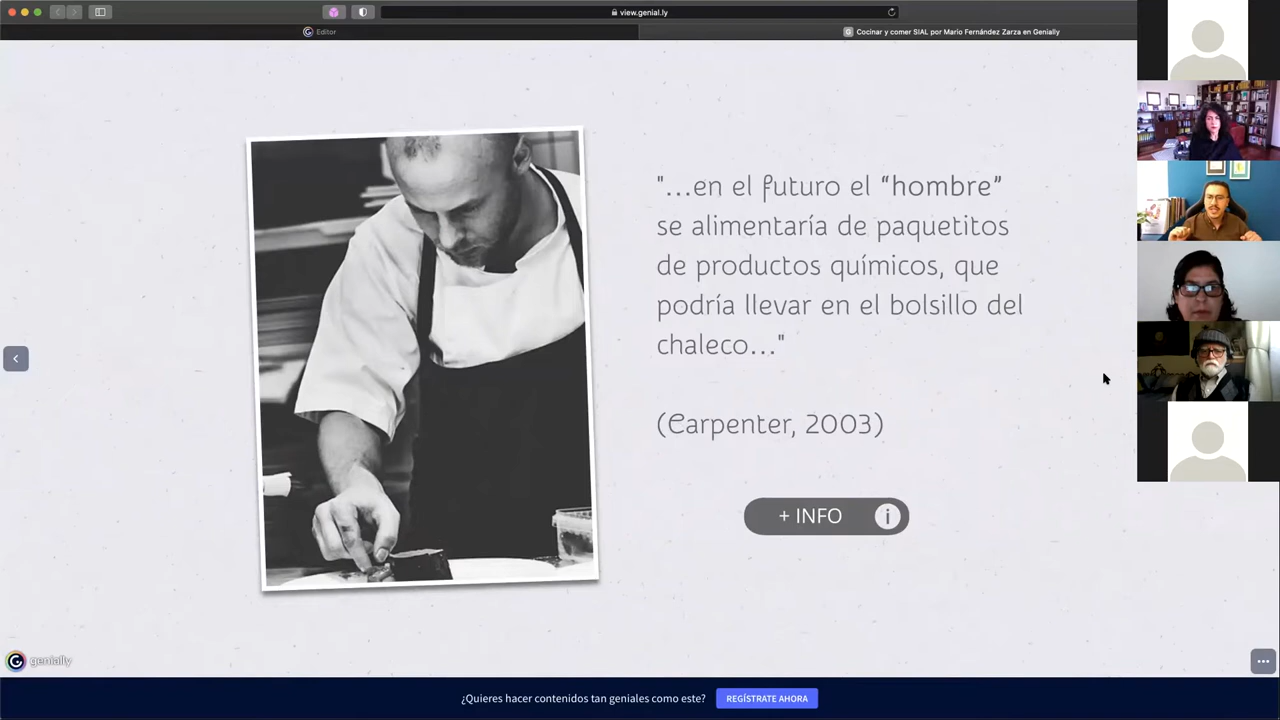 view.genial.ly
Editor
Cocinar y comer SIAL por Mario Fernández Zarza en Genially
"...en el futuro el “hombre”
se alimentaría de paquetitos
de productos químicos, que
podría llevar en el bolsillo del
chaleco..."
(Carpenter, 2003)
+ INFO
genially
¿Quieres hacer contenidos tan geniales como este?
REGÍSTRATE AHORA